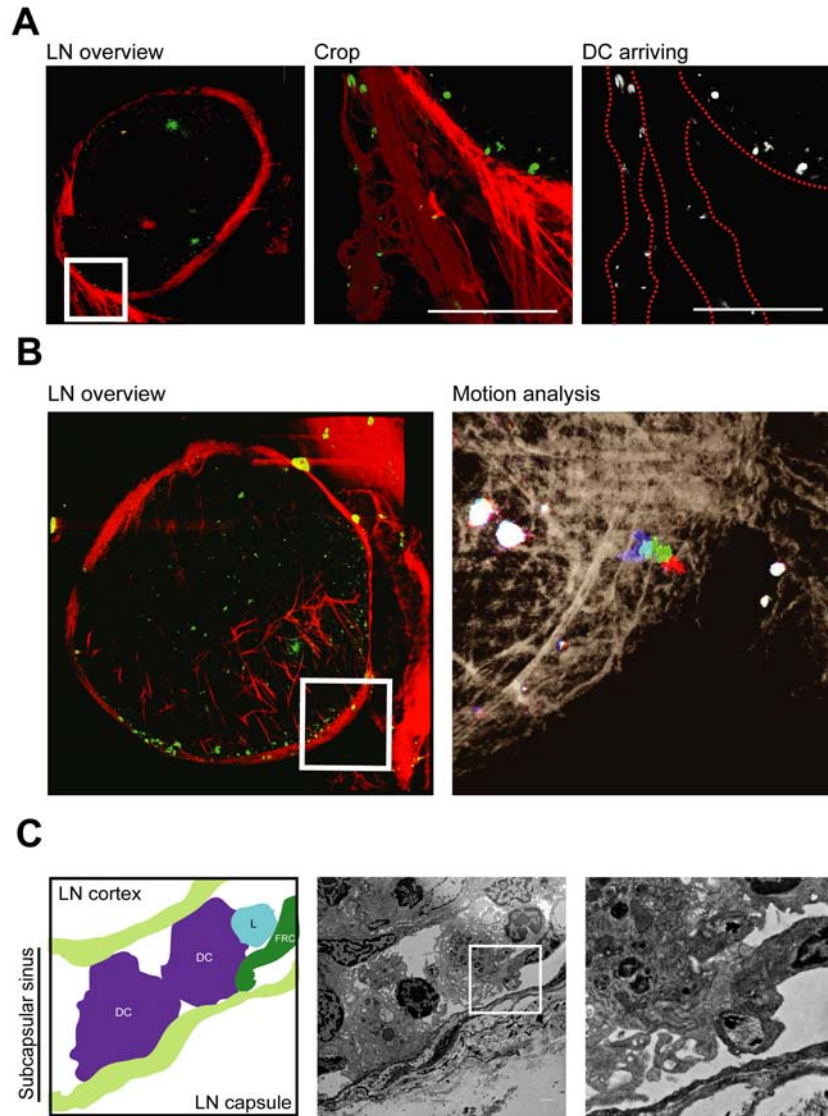 A
LN overview
Crop
DC arriving
B
LN overview
Motion analysis
C
LN cortex
L
FRC
DC
DC
Subcapsular sinus
LN capsule